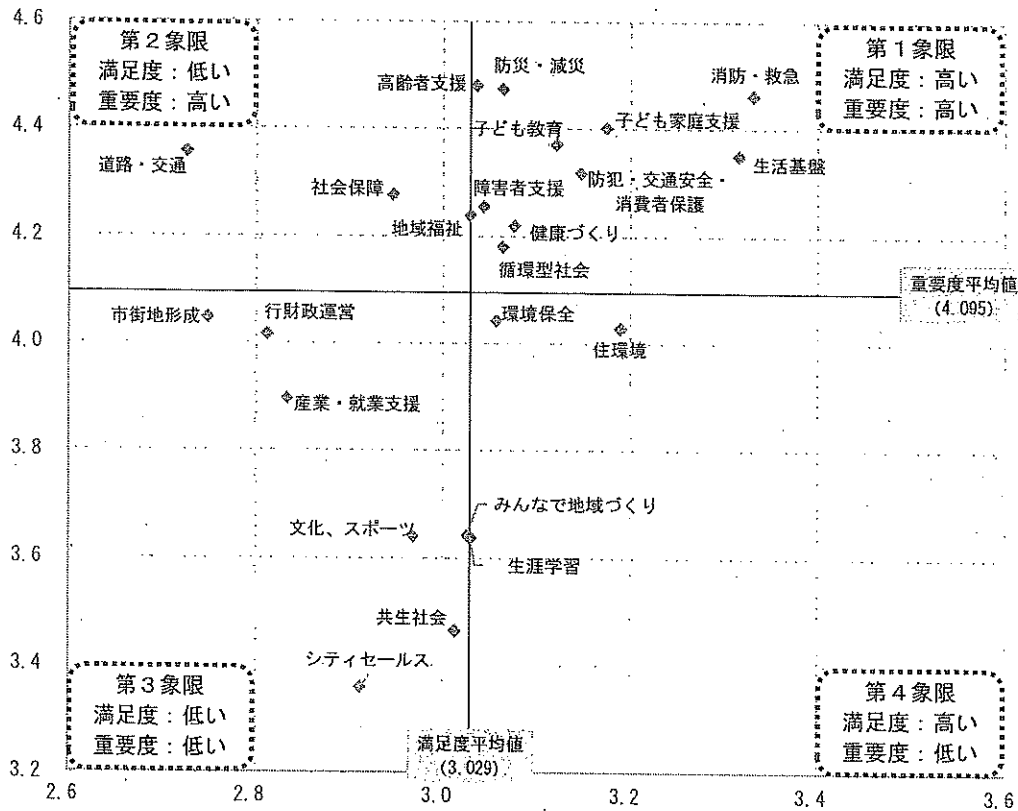 4.6
第2象限
満足度:低い
重要度:高い
第1象限
満足度:高い
重要度:高い
高齢者支援
防災・減災
消防・救急
4.4
子ども教育
子ども家庭支援
道路・交通
生活基盤
社会保障
障害者支援
防犯・交通安全・
消費者保護
4.2
地域福祉
健康づくり
循環型社会
重要度平均値
(4.095)
市街地形成
行財政運営
環境保全
4.0
住環境
産業・就業支援
3.8
みんなで地域づくり
文化、スポーツ
3.6
生涯学習
共生社会
3.4
シティセールス
第3象限
満足度:低い
重要度:低い
第4象限
満足度:高い
重要度:低い
満足度平均値
(3.029)
3.2
2.6
2.8
3.0
3.2
3.4
3.6